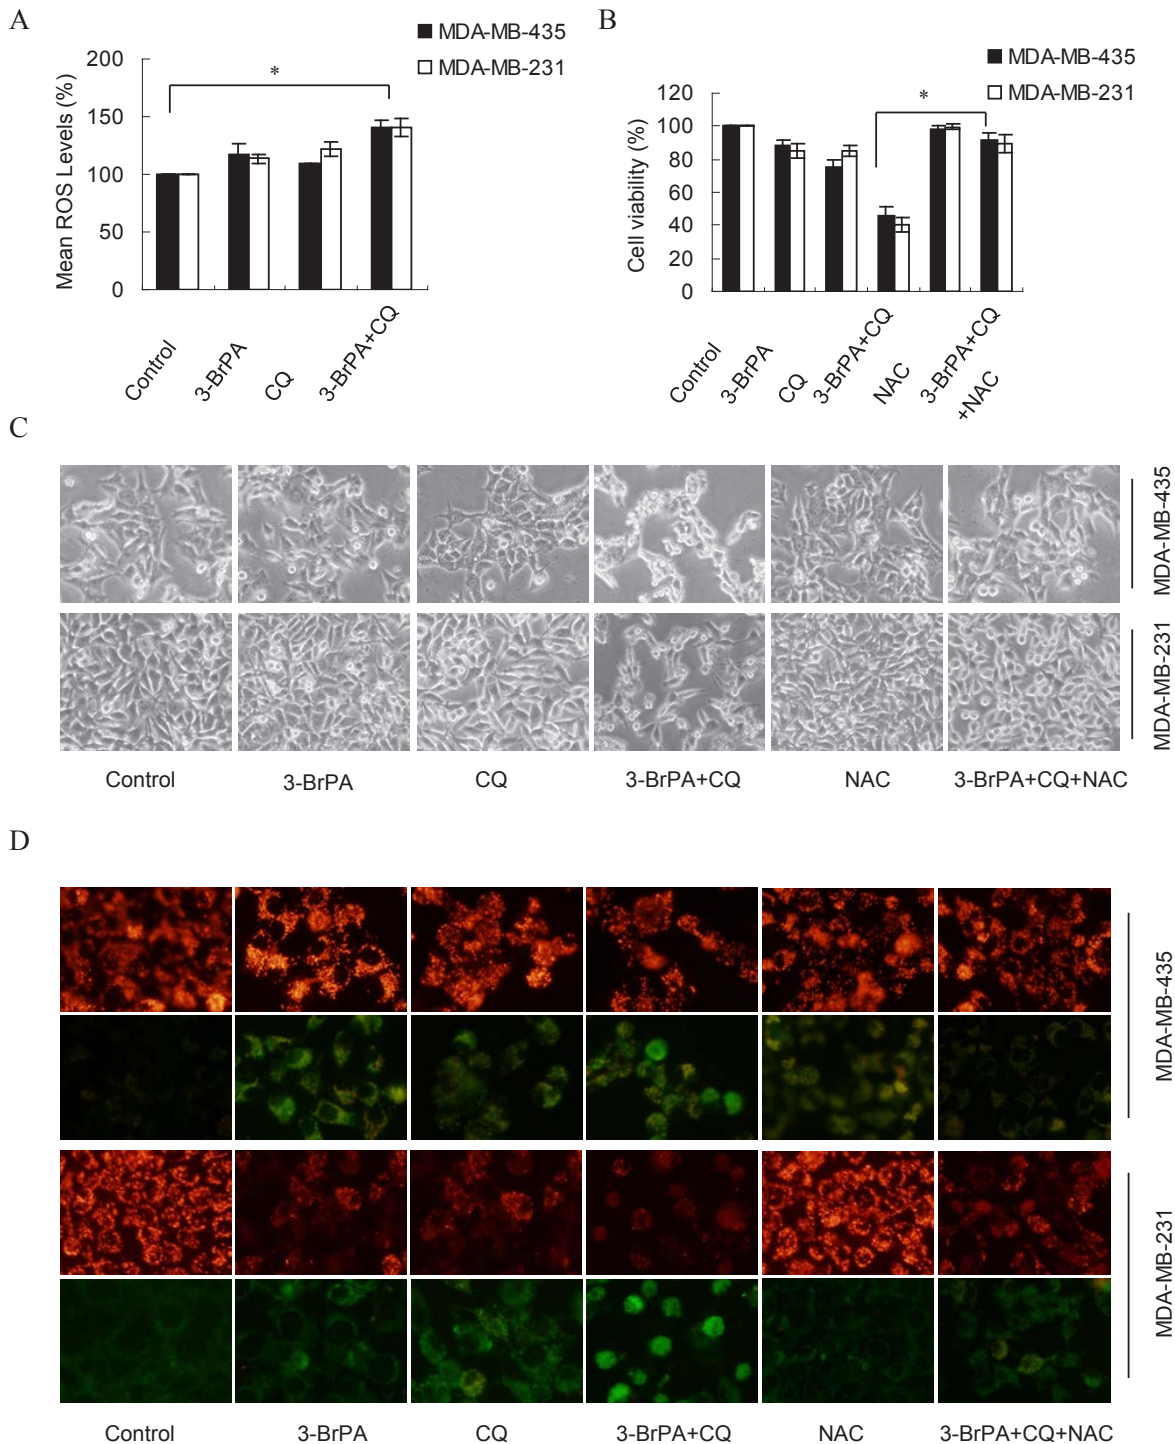 A
MDA-MB-435
MDA-MB-231
Mean ROS Levels (%)
200
150
100
50
0
*
Control
3-BrPA
CQ
3-BrPA+CQ
B
MDA-MB-435
MDA-MB-231
Cell viability (%)
120
100
80
60
40
20
0
*
Control
3-BrPA
CQ
3-BrPA+CQ
NAC
3-BrPA+CQ
+NAC
C
MDA-MB-435
MDA-MB-231
Control
3-BrPA
CQ
3-BrPA+CQ
NAC
3-BrPA+CQ+NAC
D
MDA-MB-435
MDA-MB-231
Control
3-BrPA
CQ
3-BrPA+CQ
NAC
3-BrPA+CQ+NAC